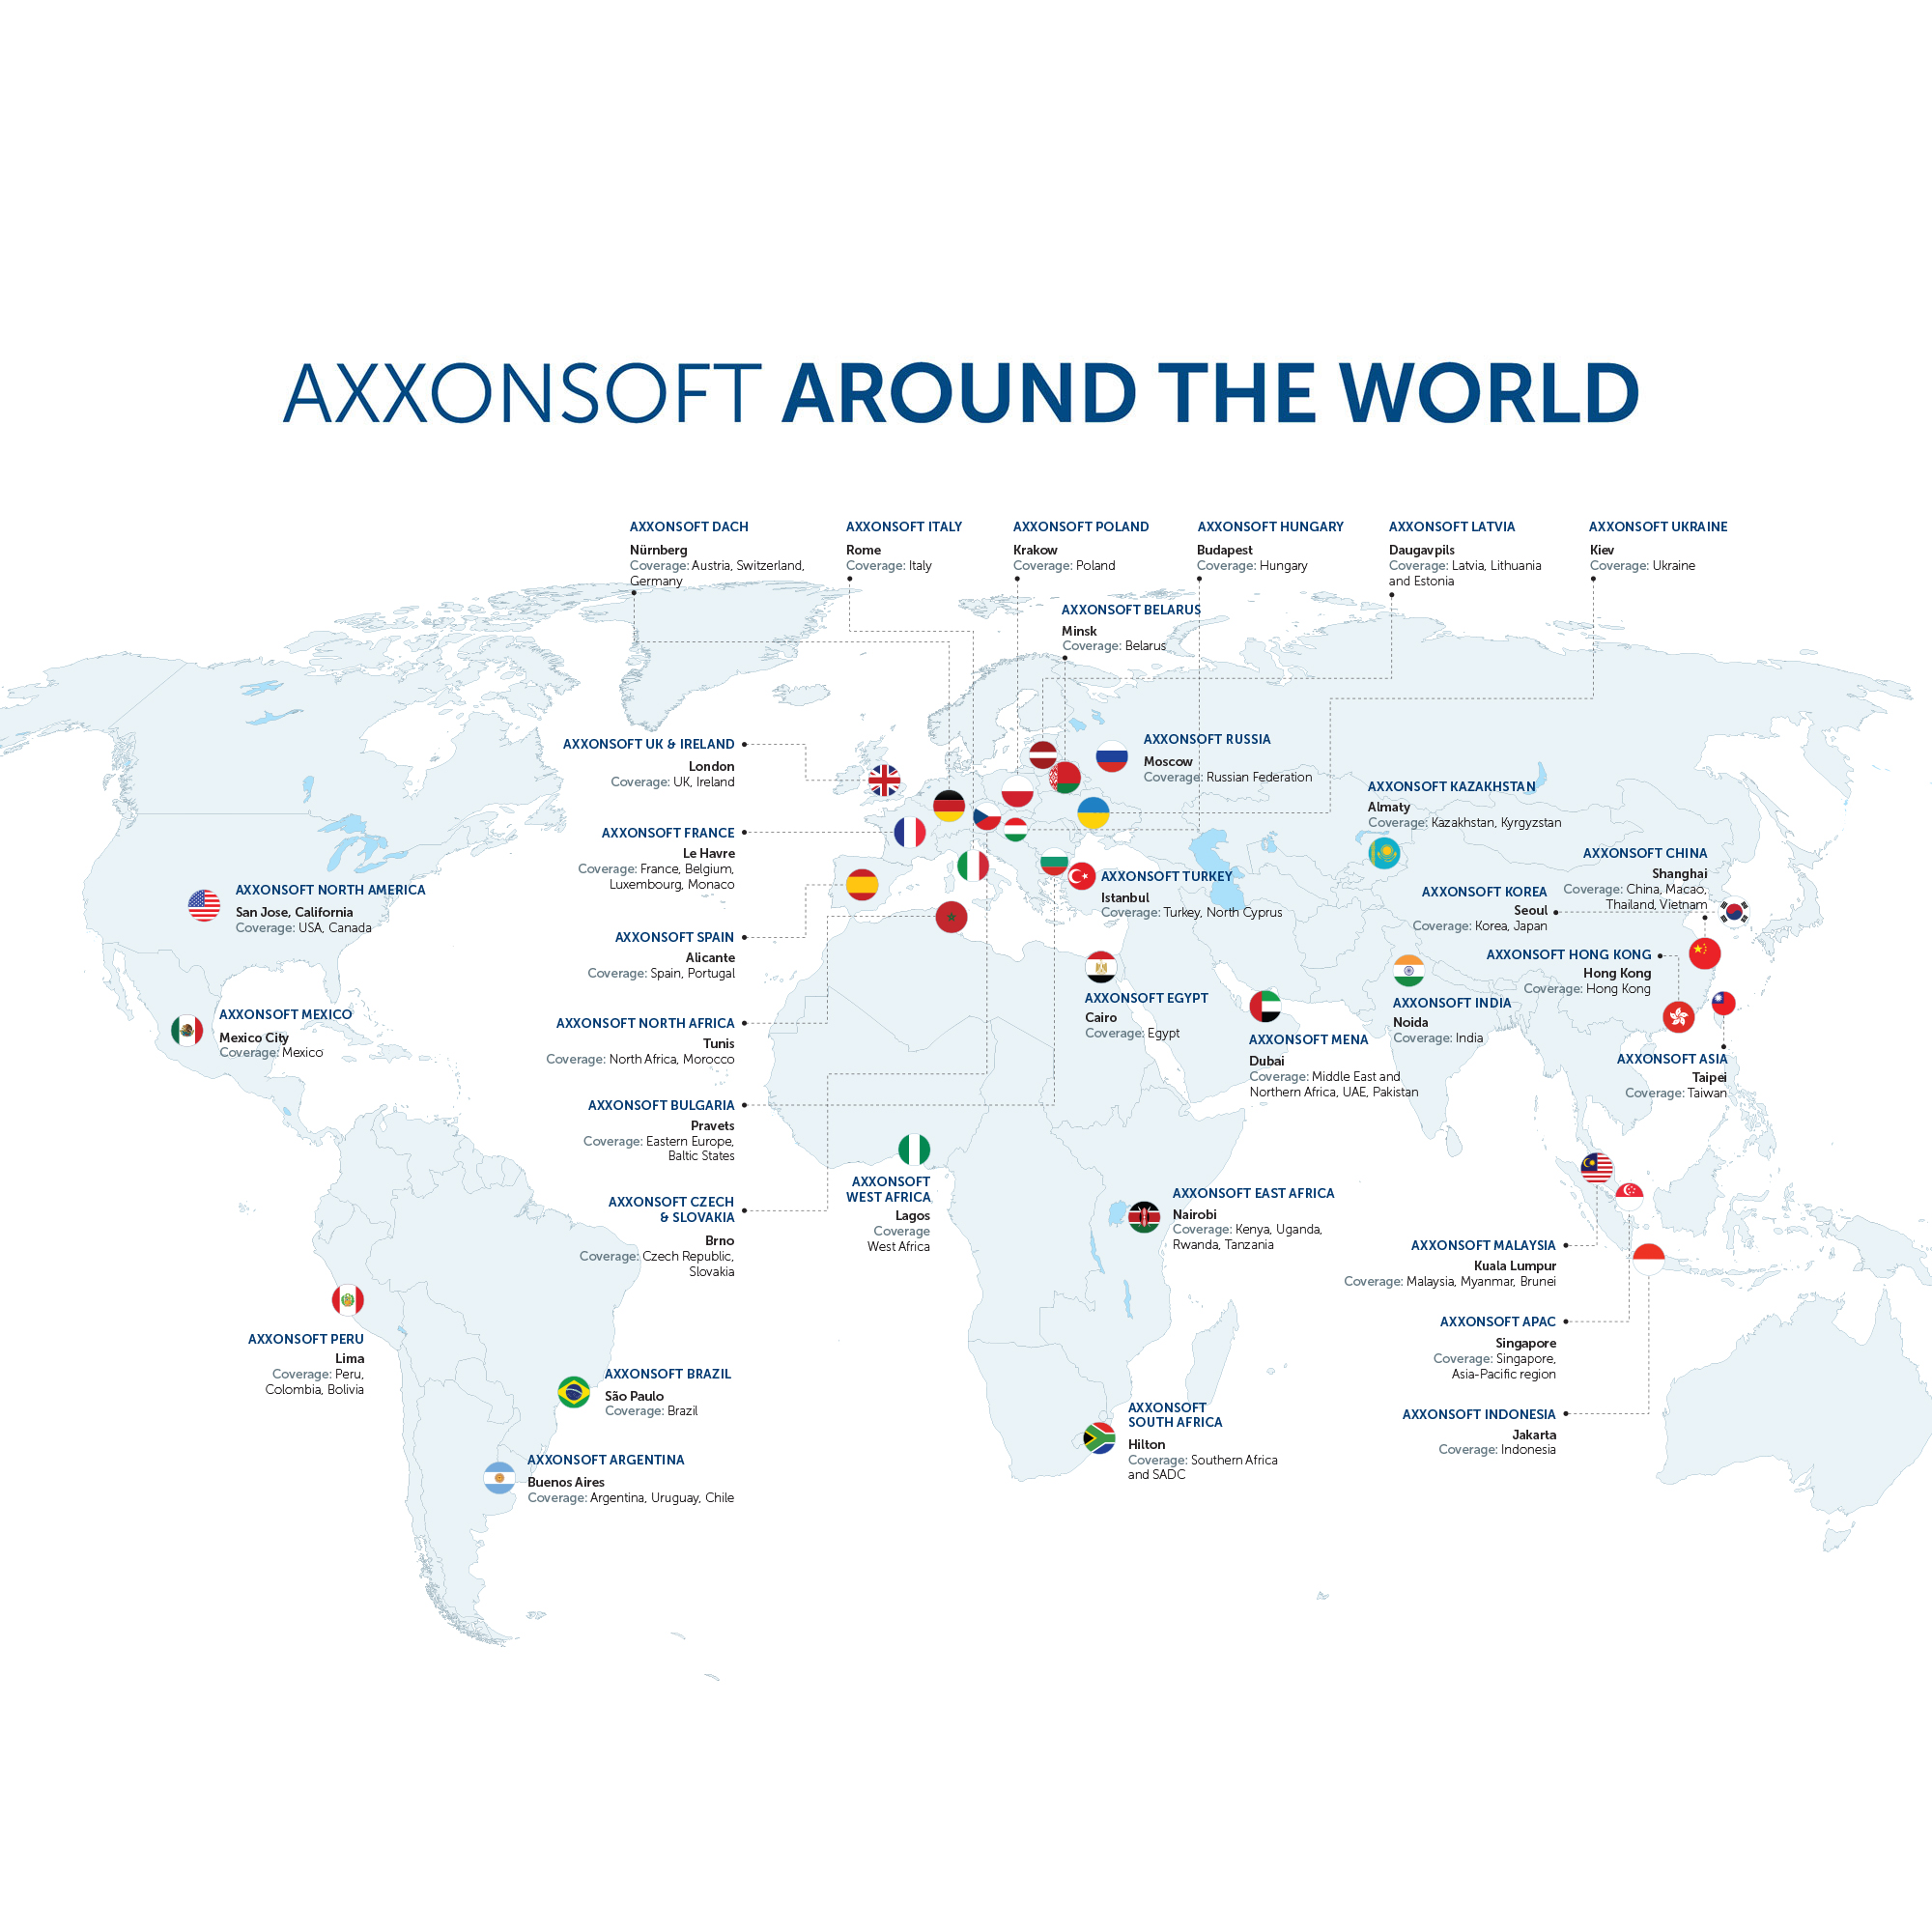 AXXONSOFT AROUND THE WORLD
AXXONSOFT DACH
Nürnberg
Coverage: Austria, Switzerland,
Germany
AXXONSOFT ITALY
Rome
Coverage: Italy
AXXONSOFT POLAND
Krakow
Coverage: Poland
AXXONSOFT HUNGARY
Budapest
Coverage: Hungary
AXXONSOFT LATVIA
Daugavpils
Coverage: Latvia, Lithuania
and Estonia
AXXONSOFT UKRAINE
Kiev
Coverage: Ukraine
AXXONSOFT BELARUS
Minsk
Coverage: Belarus
AXXONSOFT UK & IRELAND
London
Coverage: UK, Ireland
AXXONSOFT RUSSIA
Moscow
Coverage: Russian Federation
AXXONSOFT KAZAKHSTAN
Almaty
Coverage: Kazakhstan, Kyrgyzstan
AXXONSOFT FRANCE
Le Havre
Coverage: France, Belgium,
Luxembourg, Monaco
AXXONSOFT CHINA
Shanghai
Coverage: China, Macao,
Thailand, Vietnam
AXXONSOFT NORTH AMERICA
San Jose, California
Coverage: USA, Canada
AXXONSOFT TURKEY
Istanbul
Coverage: Turkey, North Cyprus
AXXONSOFT KOREA
Seoul
Coverage: Korea, Japan
AXXONSOFT SPAIN
Alicante
Coverage: Spain, Portugal
AXXONSOFT HONG KONG
Hong Kong
Coverage: Hong Kong
AXXONSOFT EGYPT
Cairo
Coverage: Egypt
AXXONSOFT INDIA
Noida
Coverage: India
AXXONSOFT MEXICO
Mexico City
Coverage: Mexico
AXXONSOFT NORTH AFRICA
Tunis
Coverage: North Africa, Morocco
AXXONSOFT MENA
Dubai
Coverage: Middle East and
Northern Africa, UAE, Pakistan
AXXONSOFT ASIA
Taipei
Coverage: Taiwan
AXXONSOFT BULGARIA
Pravets
Coverage: Eastern Europe,
Baltic States
AXXONSOFT
WEST AFRICA
Lagos
Coverage
West Africa
AXXONSOFT EAST AFRICA
Nairobi
Coverage: Kenya, Uganda,
Rwanda, Tanzania
AXXONSOFT CZECH
& SLOVAKIA
Brno
Coverage: Czech Republic,
Slovakia
AXXONSOFT MALAYSIA
Kuala Lumpur
Coverage: Malaysia, Myanmar, Brunei
AXXONSOFT APAC
Singapore
Coverage: Singapore,
Asia-Pacific region
AXXONSOFT PERU
Lima
Coverage: Peru,
Colombia, Bolivia
AXXONSOFT BRAZIL
São Paulo
Coverage: Brazil
AXXONSOFT
SOUTH AFRICA
Hilton
Coverage: Southern Africa
and SADC
AXXONSOFT INDONESIA
Jakarta
Coverage: Indonesia
AXXONSOFT ARGENTINA
Buenos Aires
Coverage: Argentina, Uruguay, Chile